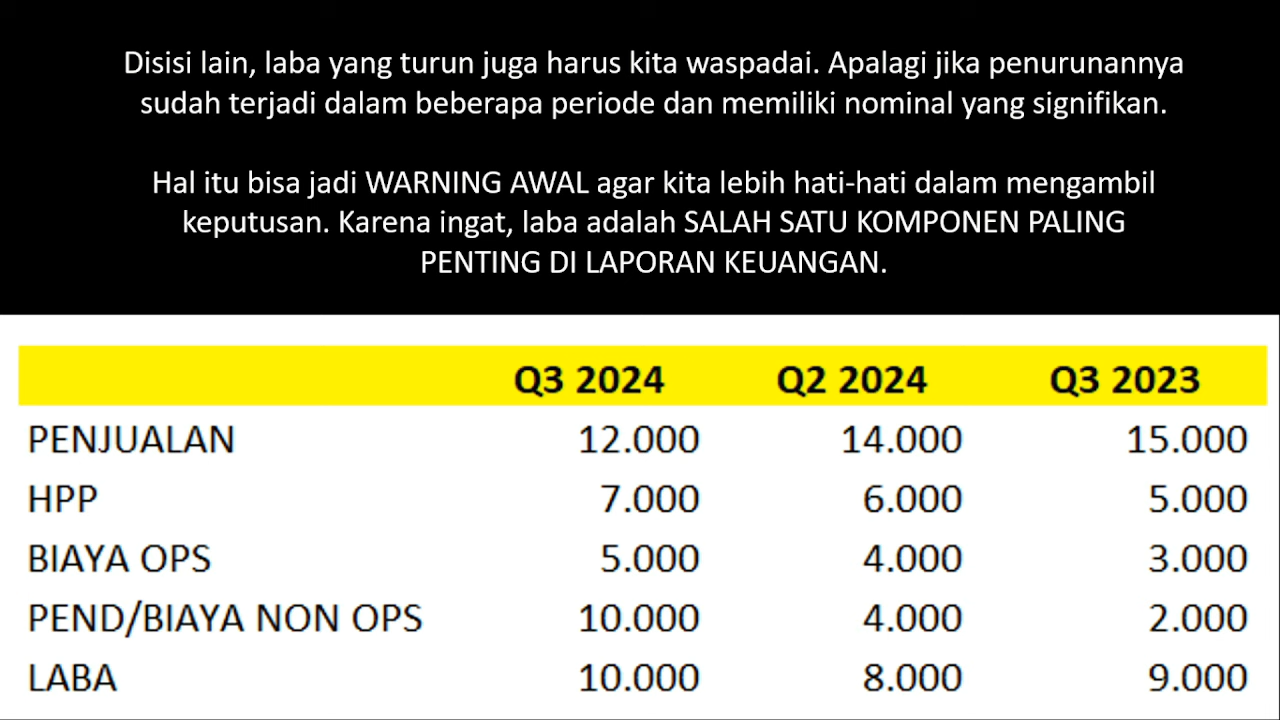 Disisi lain, laba yang turun juga harus kita waspadai. Apalagi jika penurunannya
sudah terjadi dalam beberapa periode dan memiliki nominal yang signifikan.
Hal itu bisa jadi WARNING AWAL agar kita lebih hati-hati dalam mengambil
keputusan. Karena ingat, laba adalah SALAH SATU KOMPONEN PALING
PENTING DI LAPORAN KEUANGAN.
Q3 2024 Q2 2024 Q3 2023
PENJUALAN 12.000 14.000 15.000
HPP 7.000 6.000 5.000
BIAYA OPS 5.000 4.000 3.000
PEND/BIAYA NON OPS 10.000 4.000 2.000
LABA 10.000 8.000 9.000